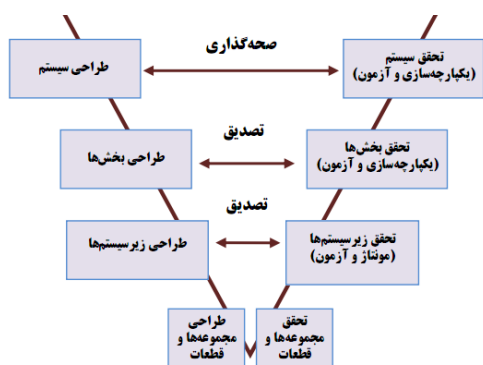 صحه‌گذاری
تحقق سیستم
(یکپارچه‌سازی و آزمون)
طراحی سیستم
تصدیق
تحقق بخش‌ها
(یکپارچه‌سازی و آزمون)
طراحی بخش‌ها
تصدیق
تحقق زیرسیستم‌ها
(مونتاژ و آزمون)
طراحی زیرسیستم‌ها
تحقق
مجموعه‌ها و
قطعات
طراحی
مجموعه‌ها و
قطعات